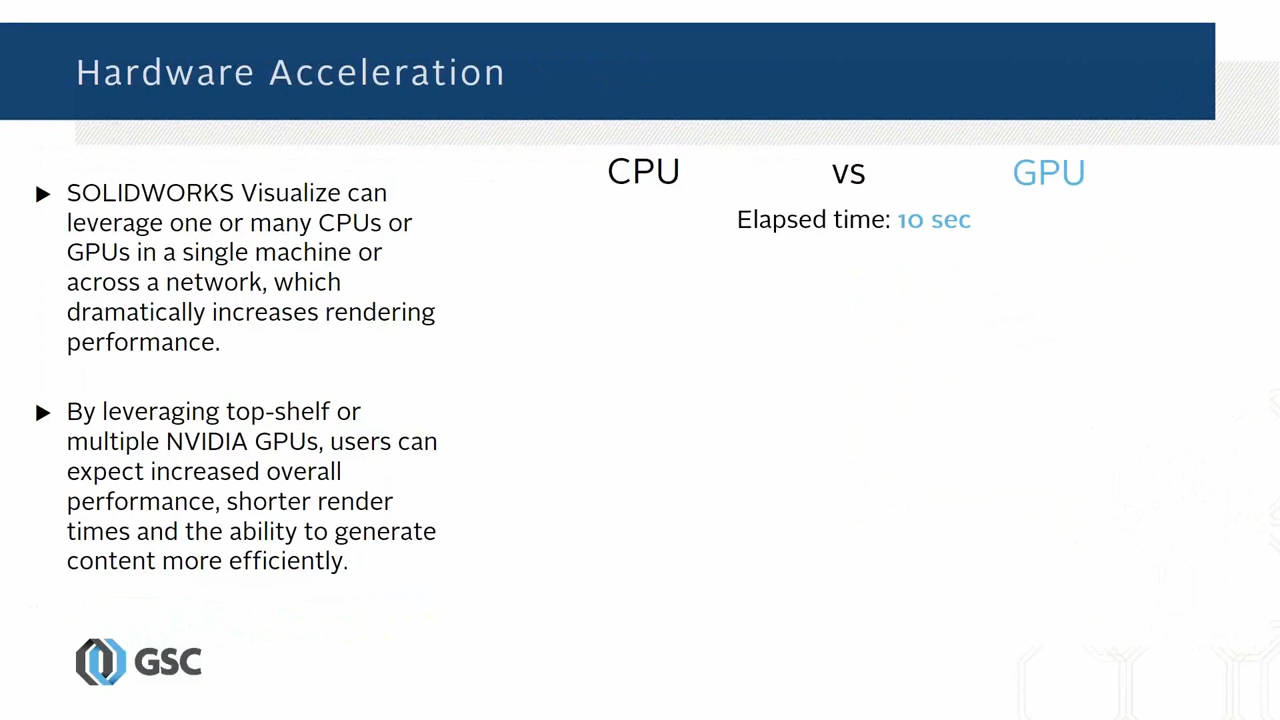 Hardware Acceleration
▶ SOLIDWORKS Visualize can
leverage one or many CPUs or
GPUs in a single machine or
across a network, which
dramatically increases rendering
performance.
▶ By leveraging top-shelf or
multiple NVIDIA GPUs, users can
expect increased overall
performance, shorter render
times and the ability to generate
content more efficiently.
CPU vs GPU
Elapsed time: 10 sec
GSC